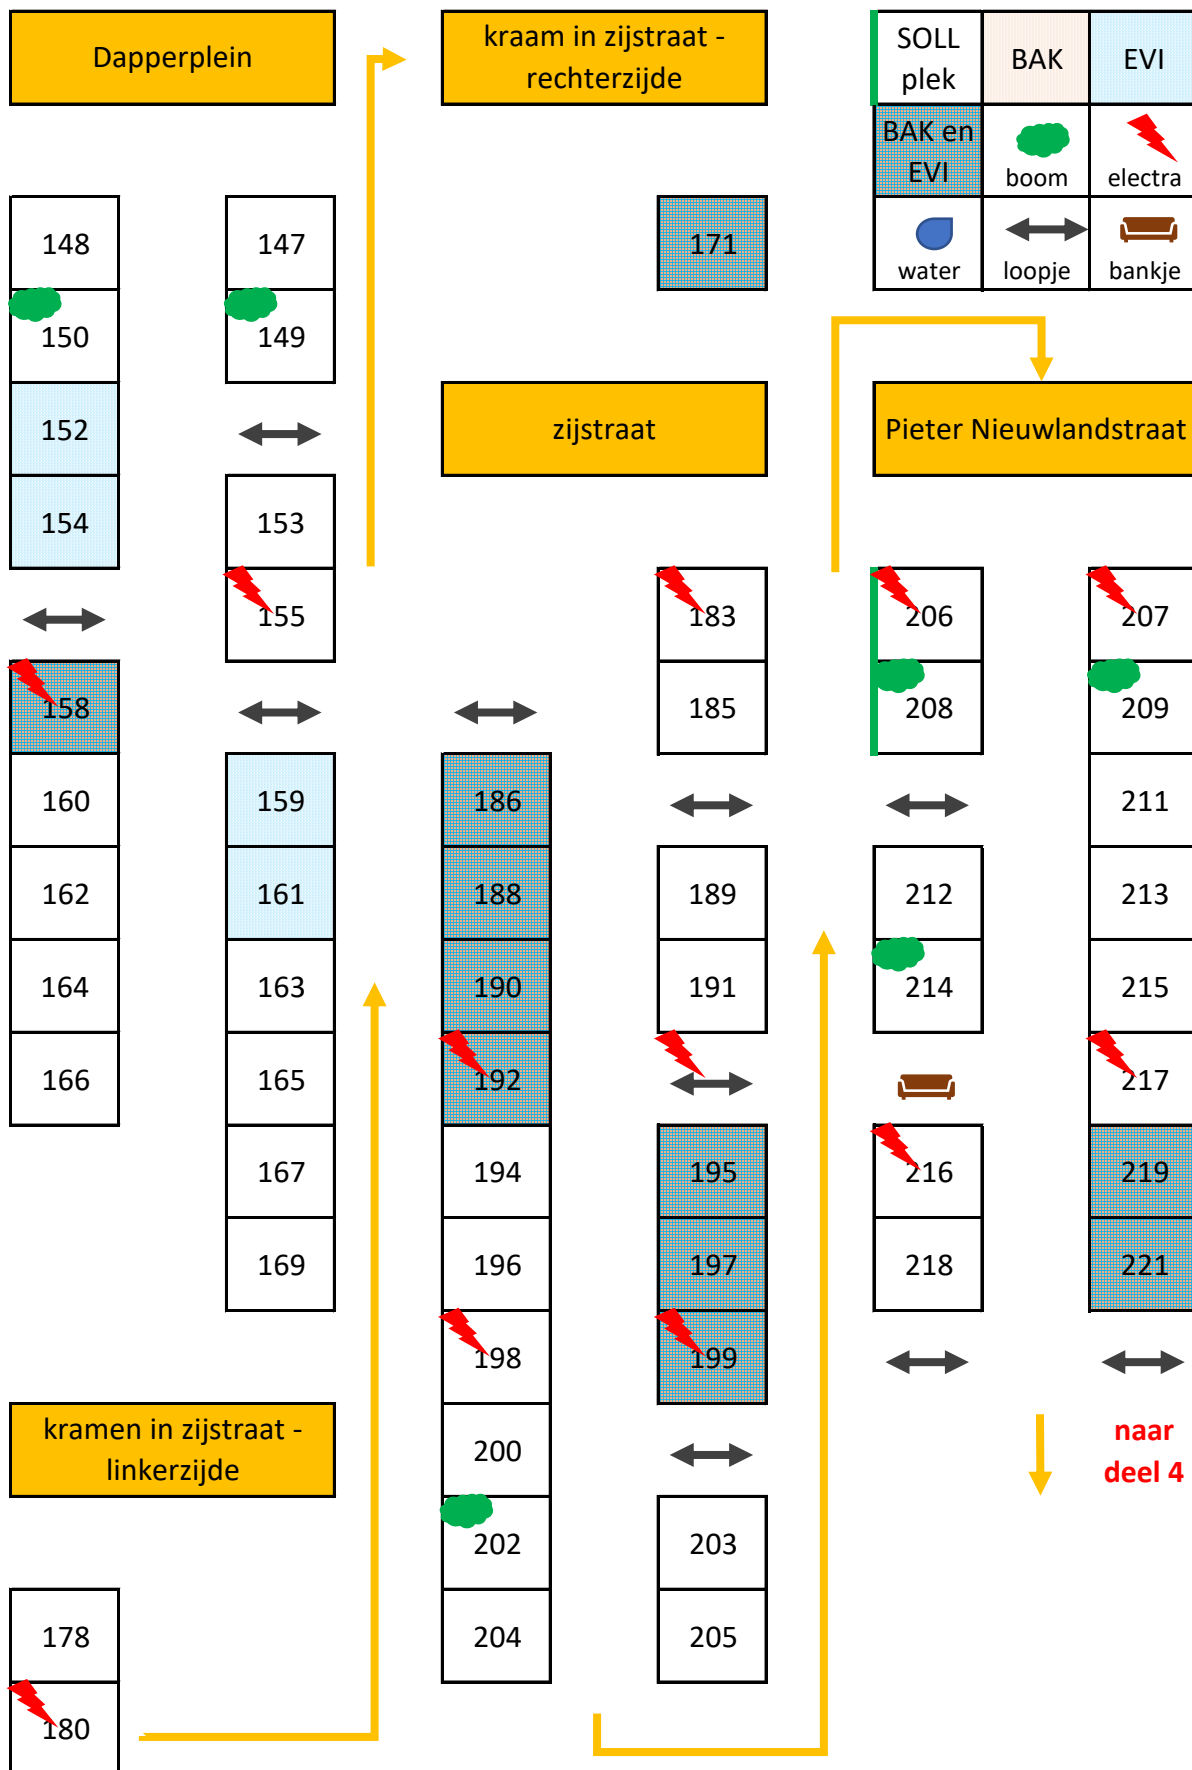 Dapperplein
kraam in zijstraat -
rechterzijde
SOLL
plek
BAK
EVI
BAK en
EVI
boom
electra
water
loopje
bankje
148
147
171
150
149
152
zijstraat
Pieter Nieuwlandstraat
154
153
155
183
206
207
158
185
208
209
160
159
186
211
162
161
188
189
212
213
164
163
190
191
214
215
166
165
192
217
167
194
195
216
219
169
196
197
218
221
198
199
kramen in zijstraat -
linkerzijde
200
naar
deel 4
202
203
178
204
205
180